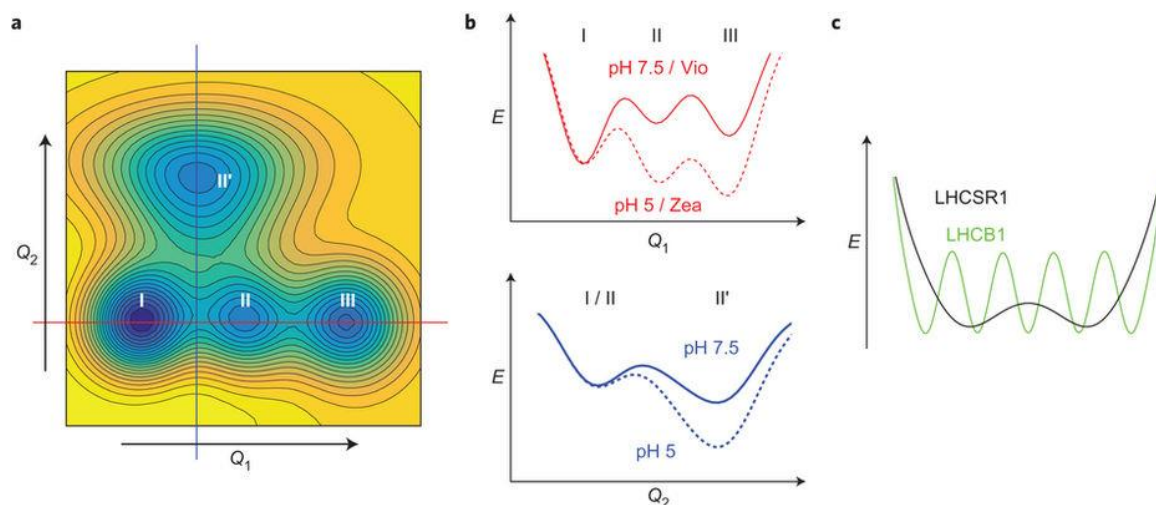 a
II'
Q2
I
II
III
Q1
b
I
II
III
pH 7.5 / Vio
E
pH 5 / Zea
Q1
I / II
II'
pH 7.5
E
pH 5
Q2
c
LHCSR1
LHCB1
E